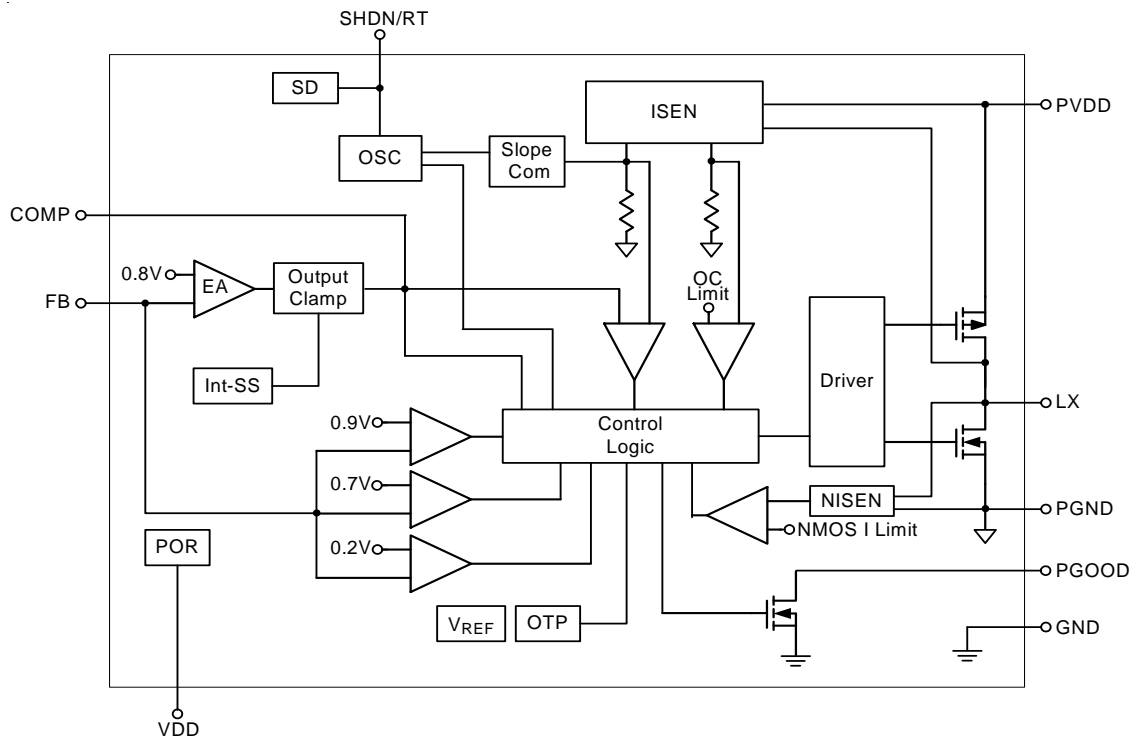 SHDN/RT
SD
ISEN
PVDD
OSC
Slope
Com
COMP
0.8V
EA
Output
Clamp
OC
Limit
FB
Int-SS
Driver
LX
0.9V
Control
Logic
0.7V
NISEN
PGND
NMOS I Limit
POR
0.2V
PGOOD
VREF
OTP
GND
VDD